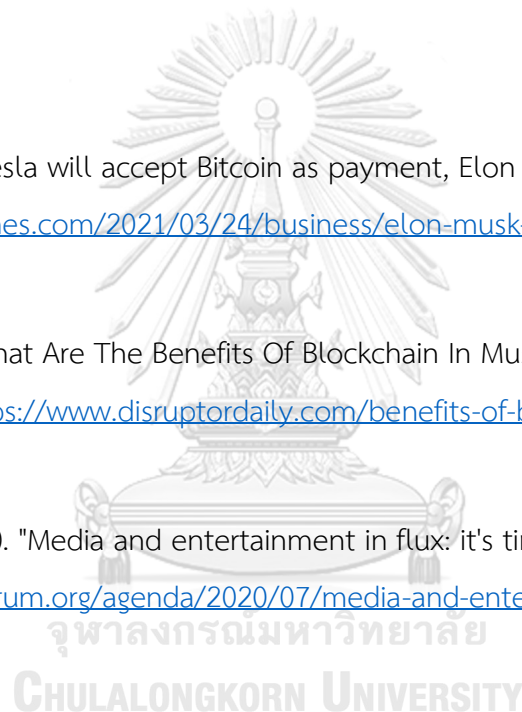 esla will accept Bitcoin as payment, Elon
nes.com/2021/03/24/business/elon-musk-
hat Are The Benefits Of Blockchain In Mu
ps://www.disruptordaily.com/benefits-of-b
). "Media and entertainment in flux: it's tir
rum.org/agenda/2020/07/media-and-ente
จุฬาลงกรณ์มหาวิทยาลัย
CHULALONGKORN UNIVERSITY